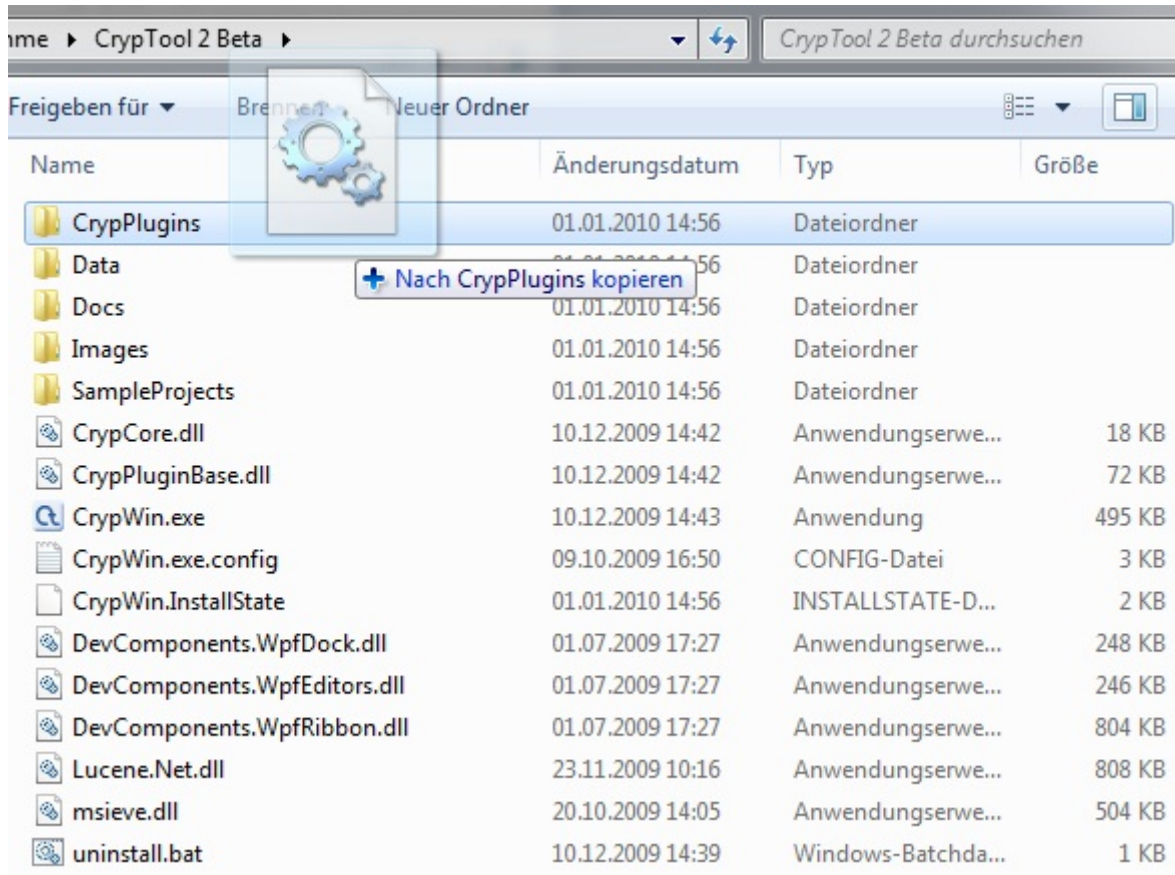 mme ▸ CrypTool 2 Beta ▸ CrypTool 2 Beta durchsuchen
Freigeben für Brennen Neuer Ordner
Name Änderungsdatum Typ Größe
CrypPlugins 01.01.2010 14:56 Dateiordner
Data 01.01.2010 14:56 Dateiordner
Nach CrypPlugins kopieren
Docs 01.01.2010 14:56 Dateiordner
Images 01.01.2010 14:56 Dateiordner
SampleProjects 01.01.2010 14:56 Dateiordner
CrypCore.dll 10.12.2009 14:42 Anwendungserwe... 18 KB
CrypPluginBase.dll 10.12.2009 14:42 Anwendungserwe... 72 KB
CrypWin.exe 10.12.2009 14:43 Anwendung 495 KB
CrypWin.exe.config 09.10.2009 16:50 CONFIG-Datei 3 KB
CrypWin.InstallState 01.01.2010 14:56 INSTALLSTATE-D... 2 KB
DevComponents.WpfDock.dll 01.07.2009 17:27 Anwendungserwe... 248 KB
DevComponents.WpfEditors.dll 01.07.2009 17:27 Anwendungserwe... 246 KB
DevComponents.WpfRibbon.dll 01.07.2009 17:27 Anwendungserwe... 804 KB
Lucene.Net.dll 23.11.2009 10:16 Anwendungserwe... 808 KB
msieve.dll 20.10.2009 14:05 Anwendungserwe... 504 KB
uninstall.bat 10.12.2009 14:39 Windows-Batchda... 1 KB